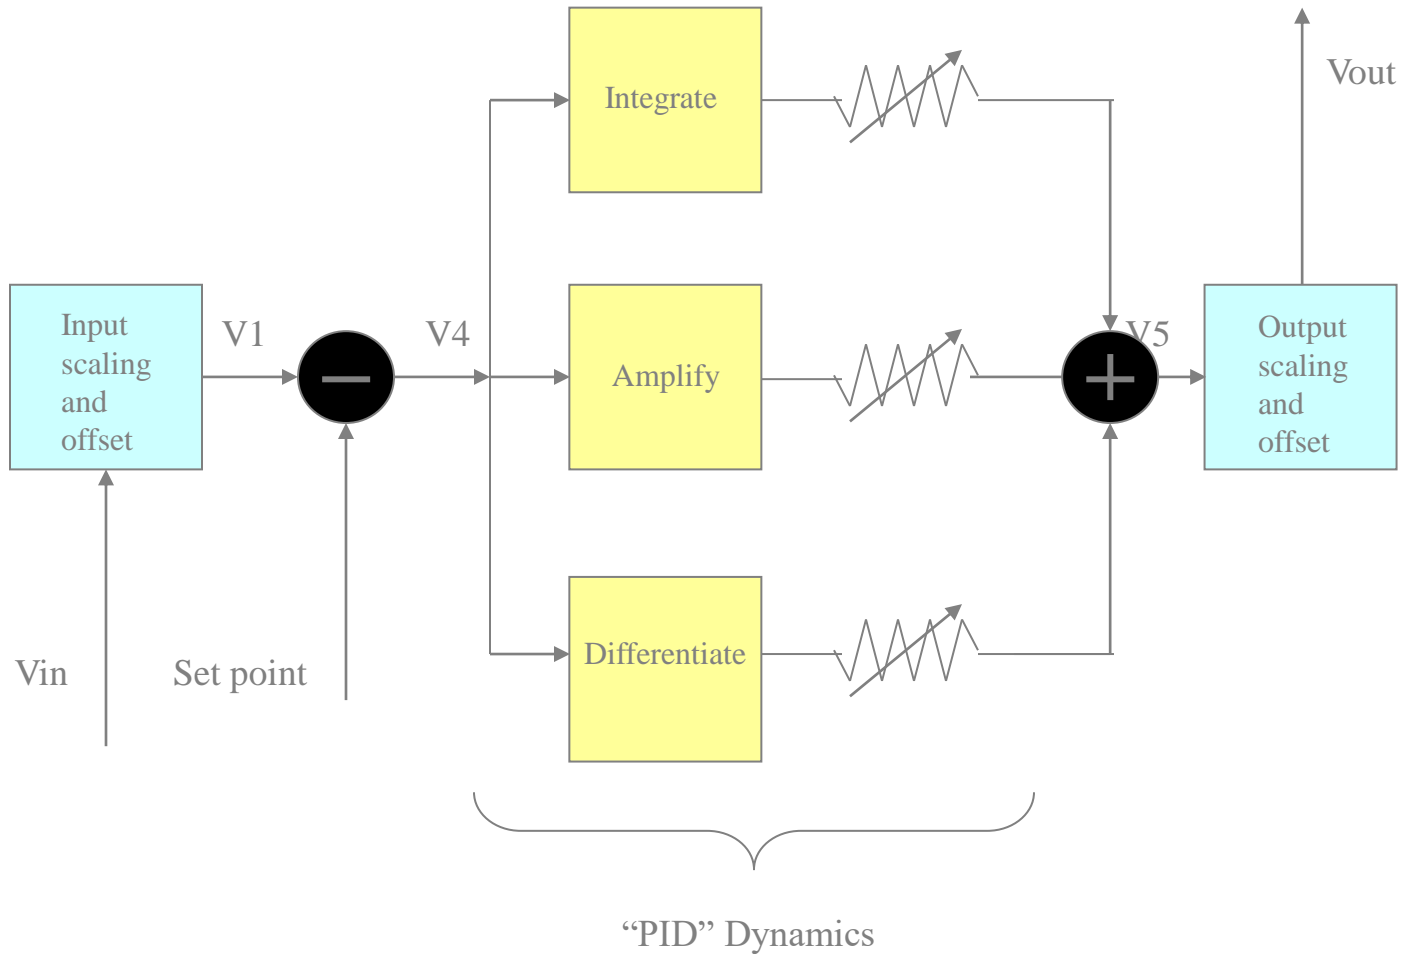 Vout
Integrate
Input
scaling
and
offset
V1
V4
Amplify
V5
Output
scaling
and
offset
Vin
Set point
Differentiate
“PID” Dynamics